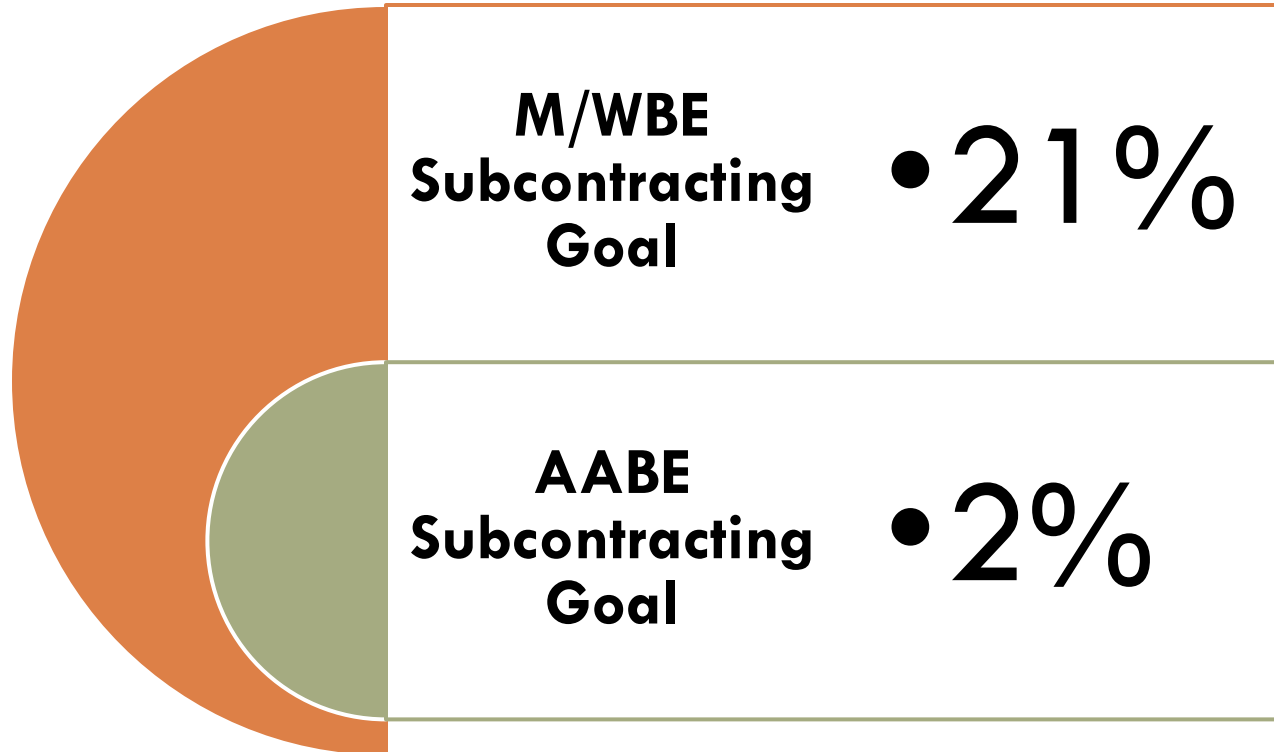 M/WBE
Subcontracting
Goal
•21%
AABE
Subcontracting
Goal
•2%